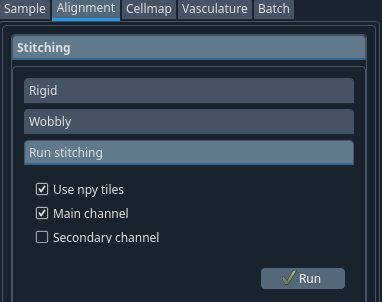 Sample Alignment Cellmap Vasculature Batch
Stitching
Rigid
Wobbly
Run stitching
Use npy tiles
Main channel
Secondary channel
Run